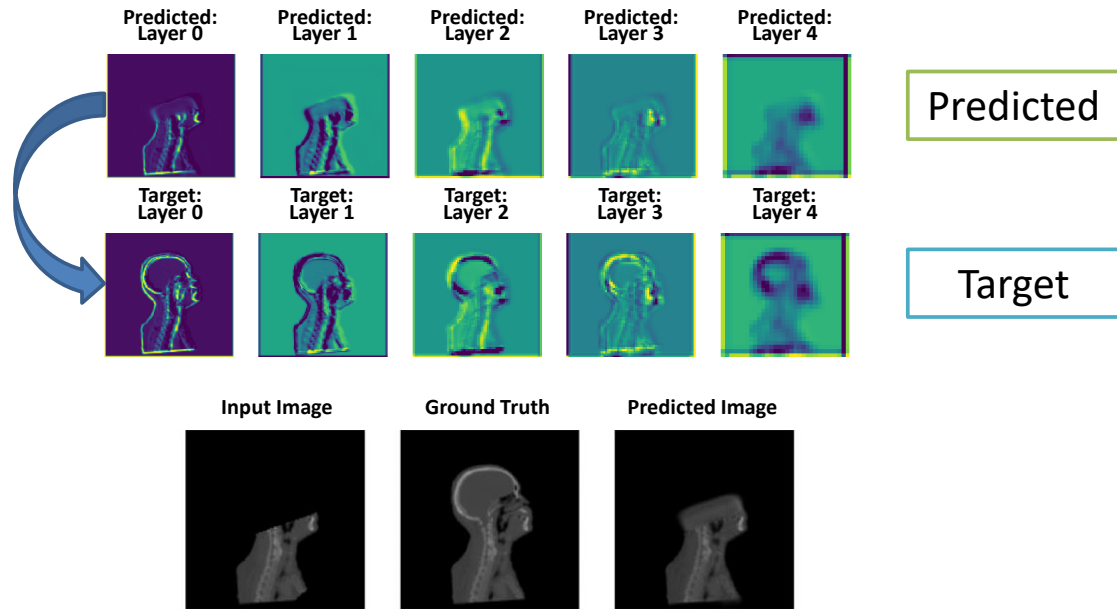 Predicted:
Layer 0
Predicted:
Layer 1
Predicted:
Layer 2
Predicted:
Layer 3
Predicted:
Layer 4
Predicted
Target:
Layer 0
Target:
Layer 1
Target:
Layer 2
Target:
Layer 3
Target:
Layer 4
Target
Input Image
Ground Truth
Predicted Image